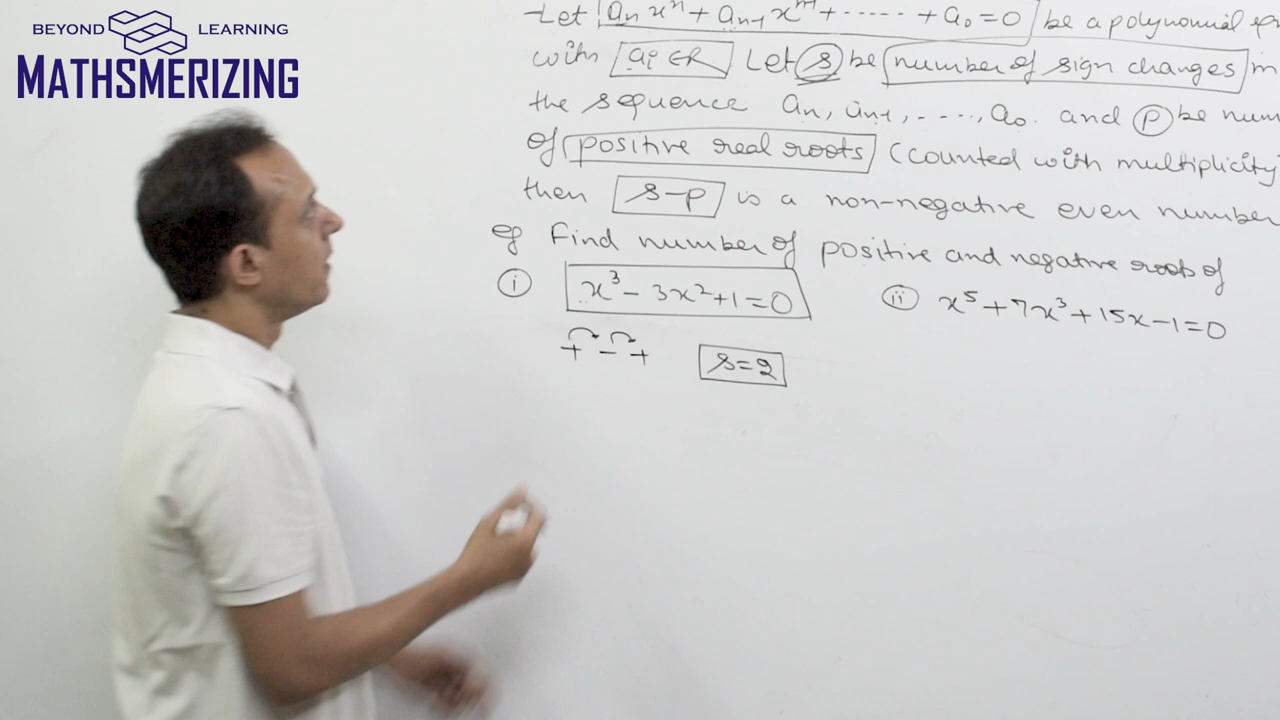 BEYOND LEARNING
MATHSMERIZING
Let aₙxⁿ + aₙ₋₁xⁿ⁻¹ + ----- + a₀ = 0 be a polynomial
with aᵢ ∈ R Let s be number of sign changes in
the sequence aₙ, aₙ₋₁, ----, a₀. and p be num
of positive real roots (counted with multiplicity
then s-p is a non-negative even number
eg Find number of positive and negative roots of
i x³ - 3x² + 1 = 0 ii x⁵ + 7x³ + 15x - 1 = 0
+ - + s = 2